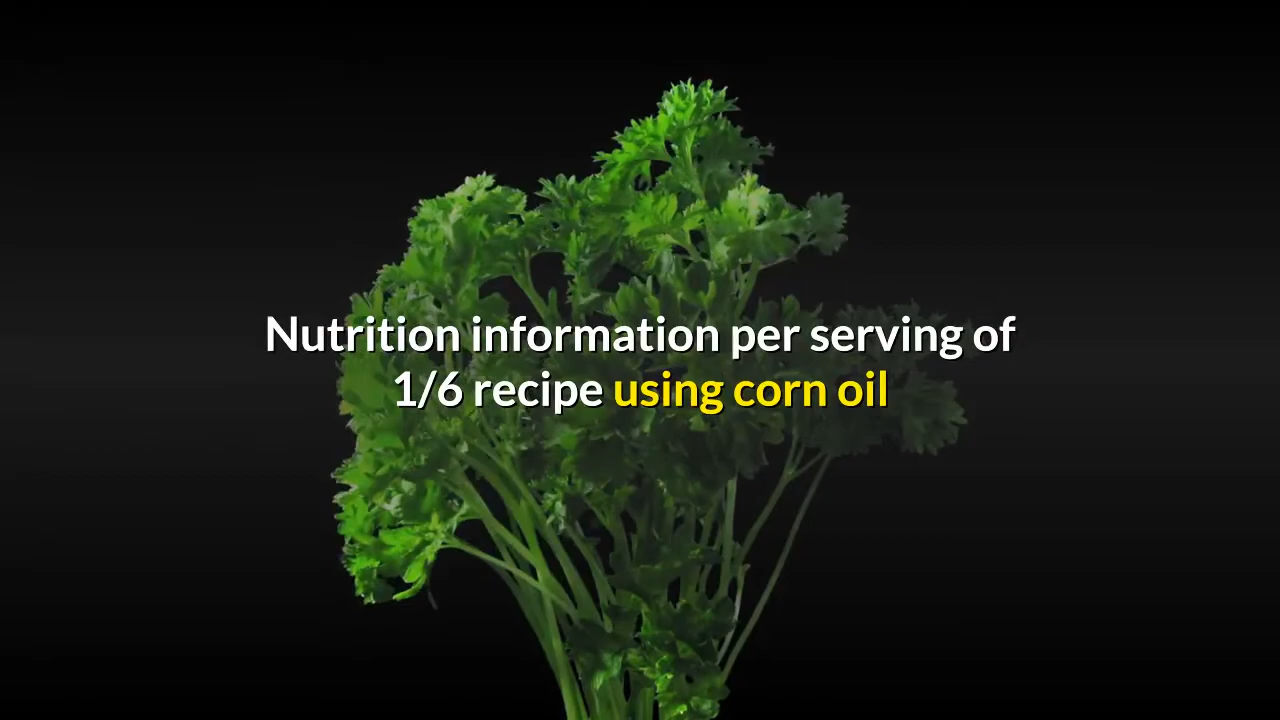 Nutrition information per serving of
1/6 recipe using corn oil